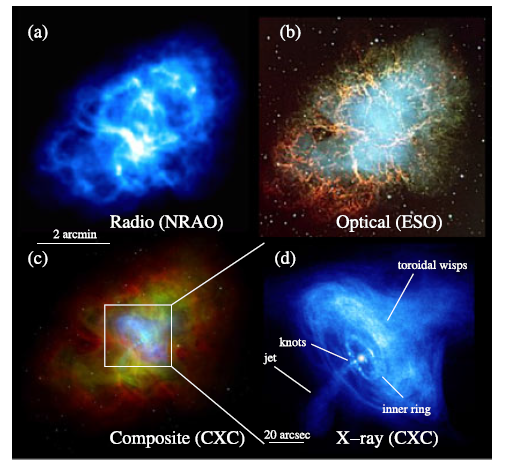 (a)
(b)
Radio (NRAO)
Optical (ESO)
2 arcmin
(c)
(d)
toroidal wisps
knots
jet
inner ring
Composite (CXC)
20 arcsec
X−ray (CXC)